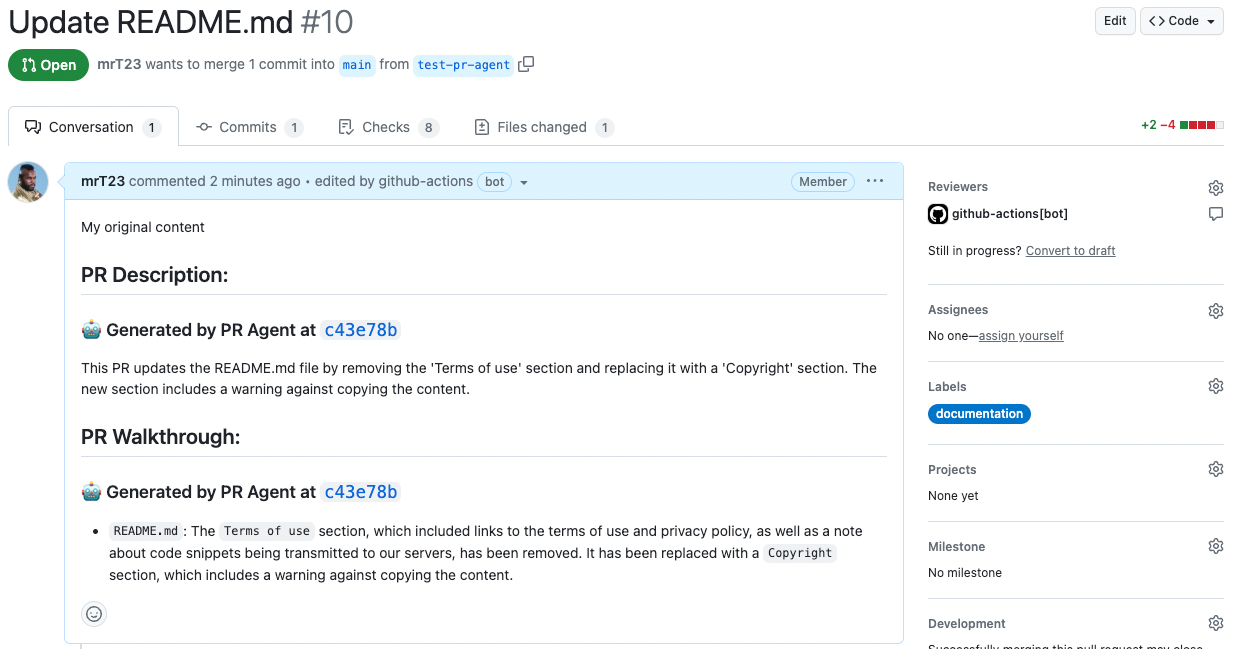 Update README.md #10
Edit
Code
Open
mrT23 wants to merge 1 commit into main from test-pr-agent
Conversation 1
Commits 1
Checks 8
Files changed 1
+2 −4
mrT23 commented 2 minutes ago • edited by github-actions bot
Member
My original content
PR Description:
Generated by PR Agent at c43e78b
This PR updates the README.md file by removing the 'Terms of use' section and replacing it with a 'Copyright' section. The
new section includes a warning against copying the content.
PR Walkthrough:
Generated by PR Agent at c43e78b
• README.md : The Terms of use section, which included links to the terms of use and privacy policy, as well as a note
about code snippets being transmitted to our servers, has been removed. It has been replaced with a Copyright
section, which includes a warning against copying the content.
Reviewers
github-actions[bot]
Still in progress? Convert to draft
Assignees
No one—assign yourself
Labels
documentation
Projects
None yet
Milestone
No milestone
Development
Successfully merging this pull request may close